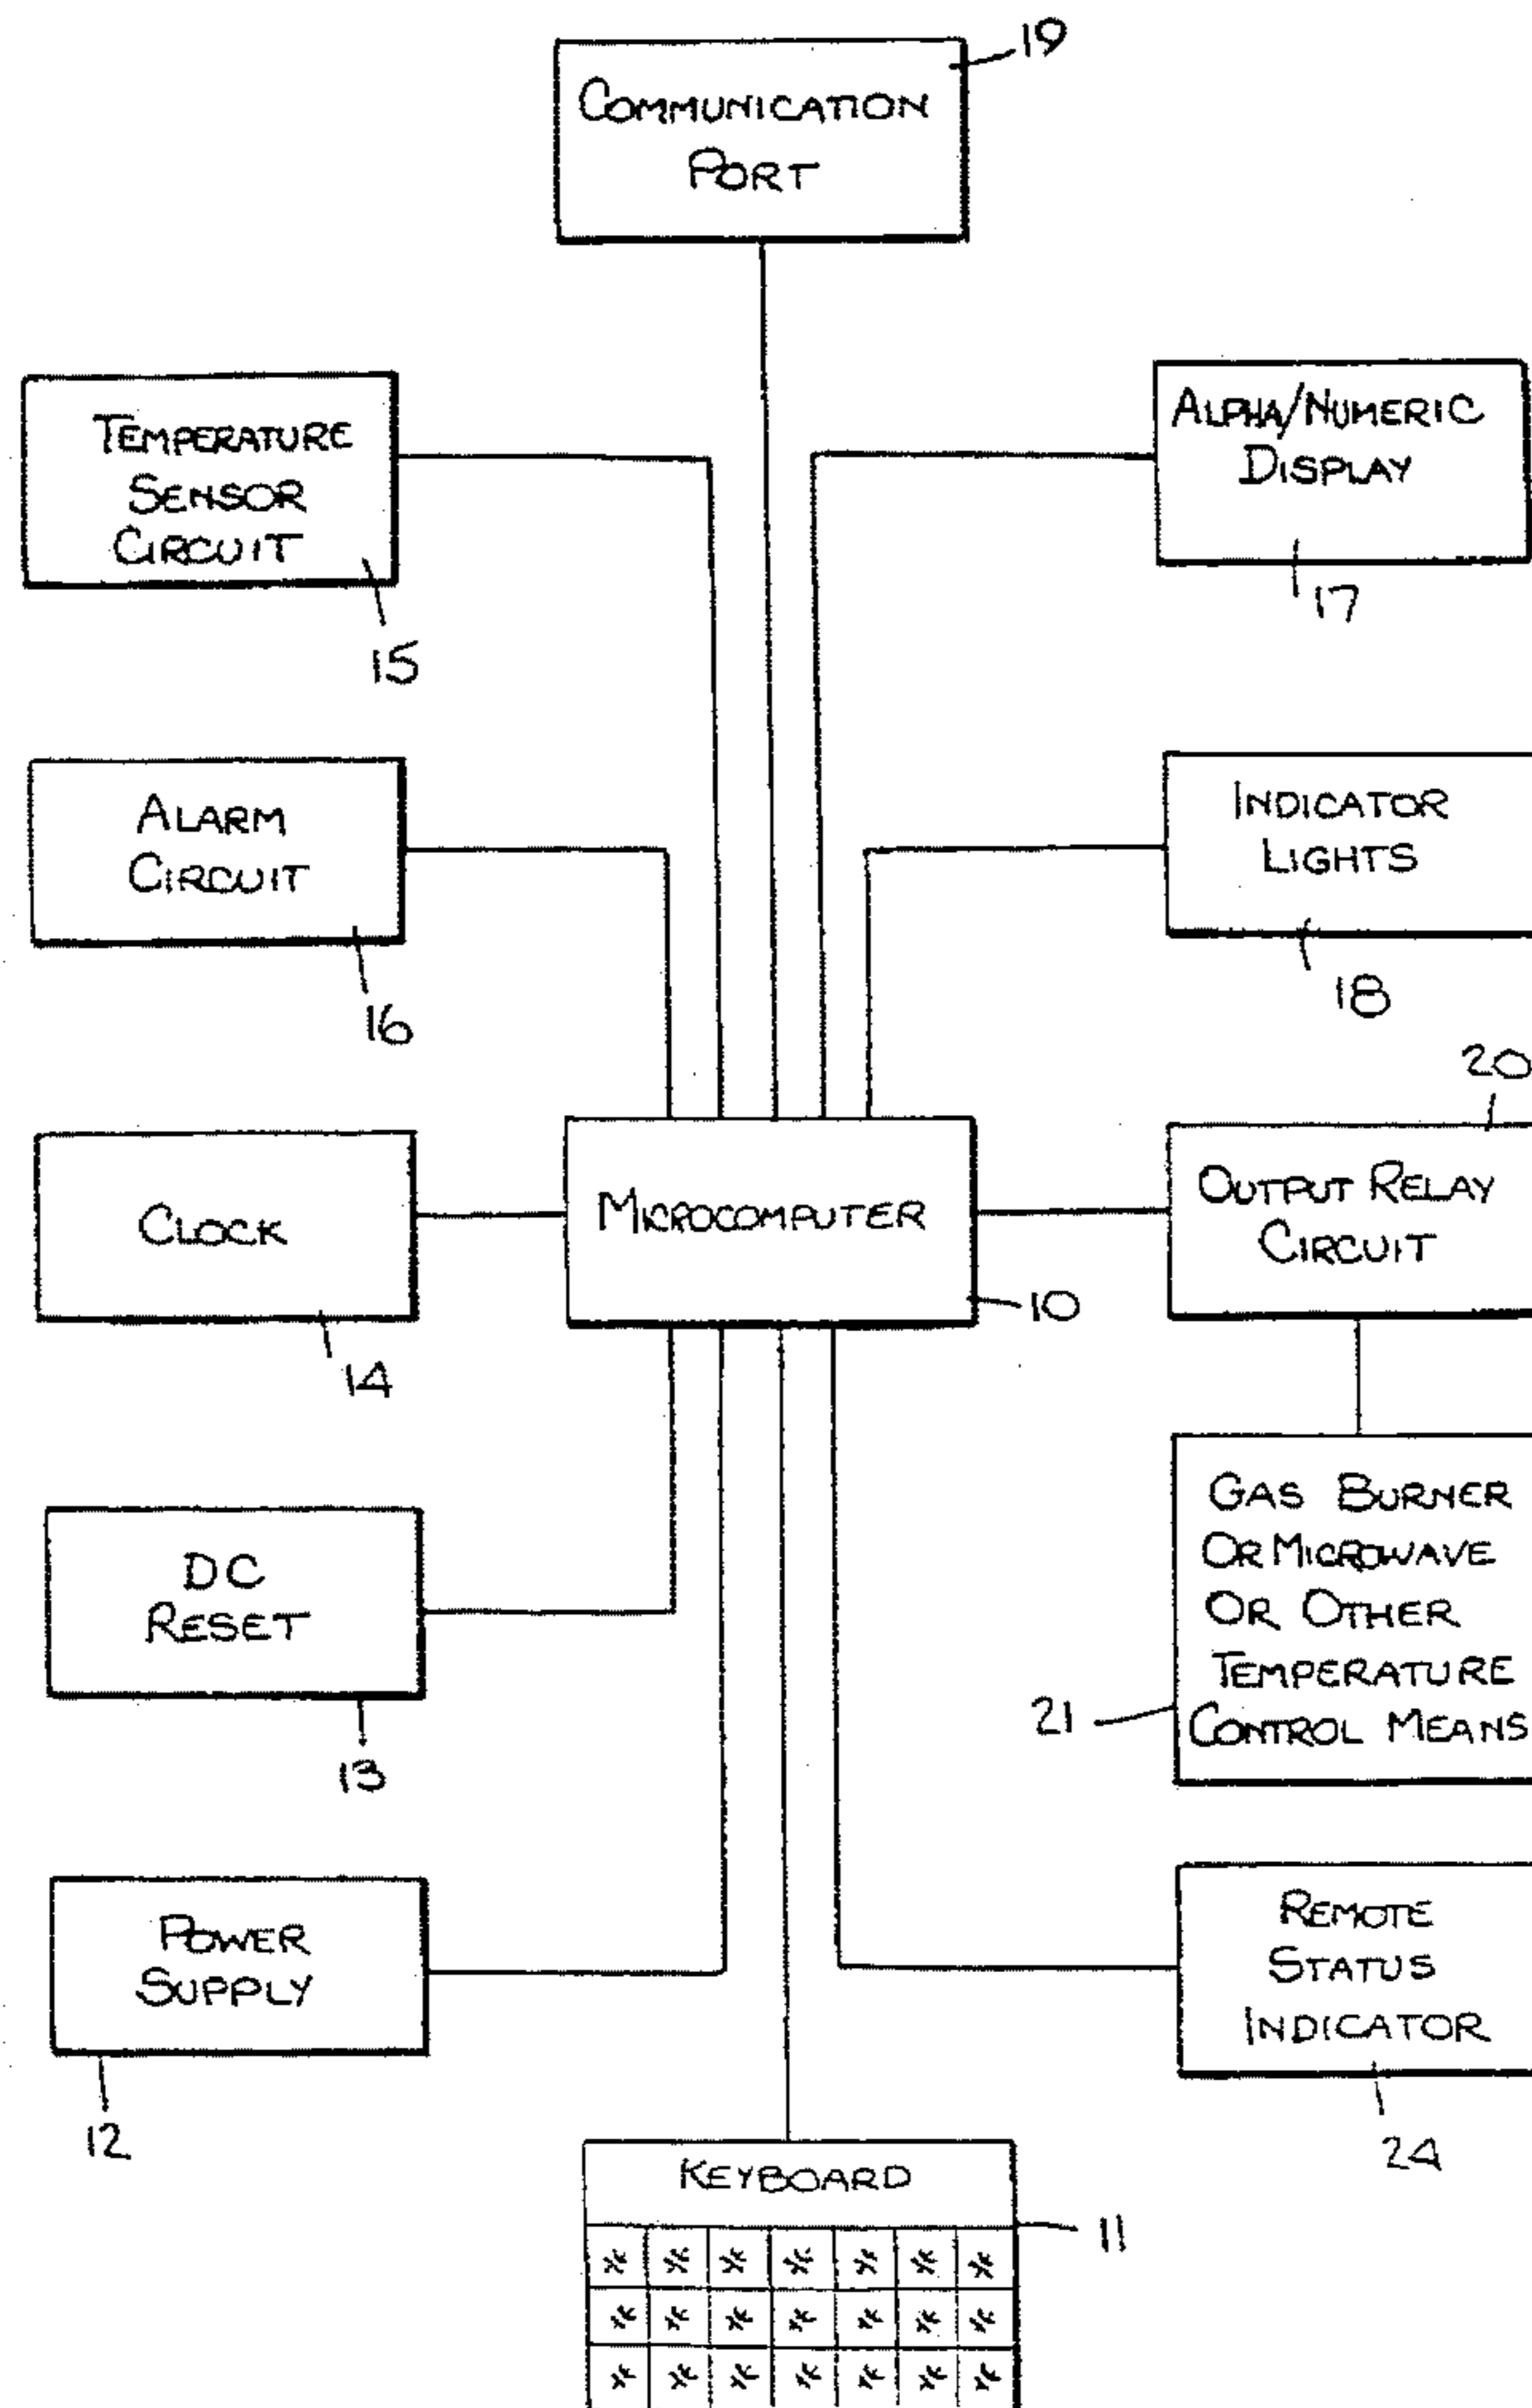 19
COMMUNICATION
PORT
TEMPERATURE
SENSOR
CIRCUIT
15
ALPHA/NUMERIC
DISPLAY
17
ALARM
CIRCUIT
16
INDICATOR
LIGHTS
18
CLOCK
14
MICROCOMPUTER
10
20
OUTPUT RELAY
CIRCUIT
DC
RESET
13
GAS BURNER
OR MICROWAVE
OR OTHER
TEMPERATURE
CONTROL MEANS
21
POWER
SUPPLY
12
REMOTE
STATUS
INDICATOR
24
KEYBOARD
11
* * * * * * *
* * * * * * *
* * * * * * *